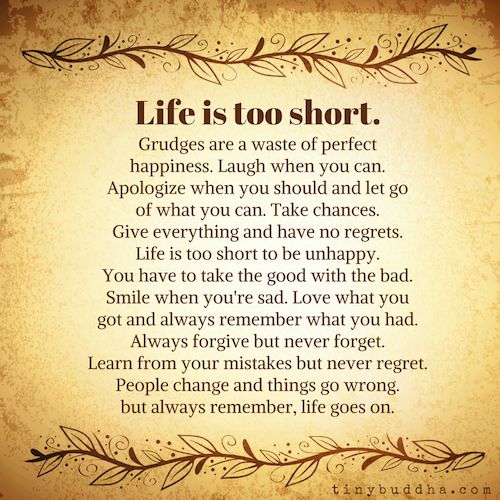 Life is too short.
Grudges are a waste of perfect
happiness. Laugh when you can.
Apologize when you should and let go
of what you can. Take chances.
Give everything and have no regrets.
Life is too short to be unhappy.
You have to take the good with the bad.
Smile when you're sad. Love what you
got and always remember what you had.
Always forgive but never forget.
Learn from your mistakes but never regret.
People change and things go wrong.
but always remember, life goes on.
tinybuddha.com